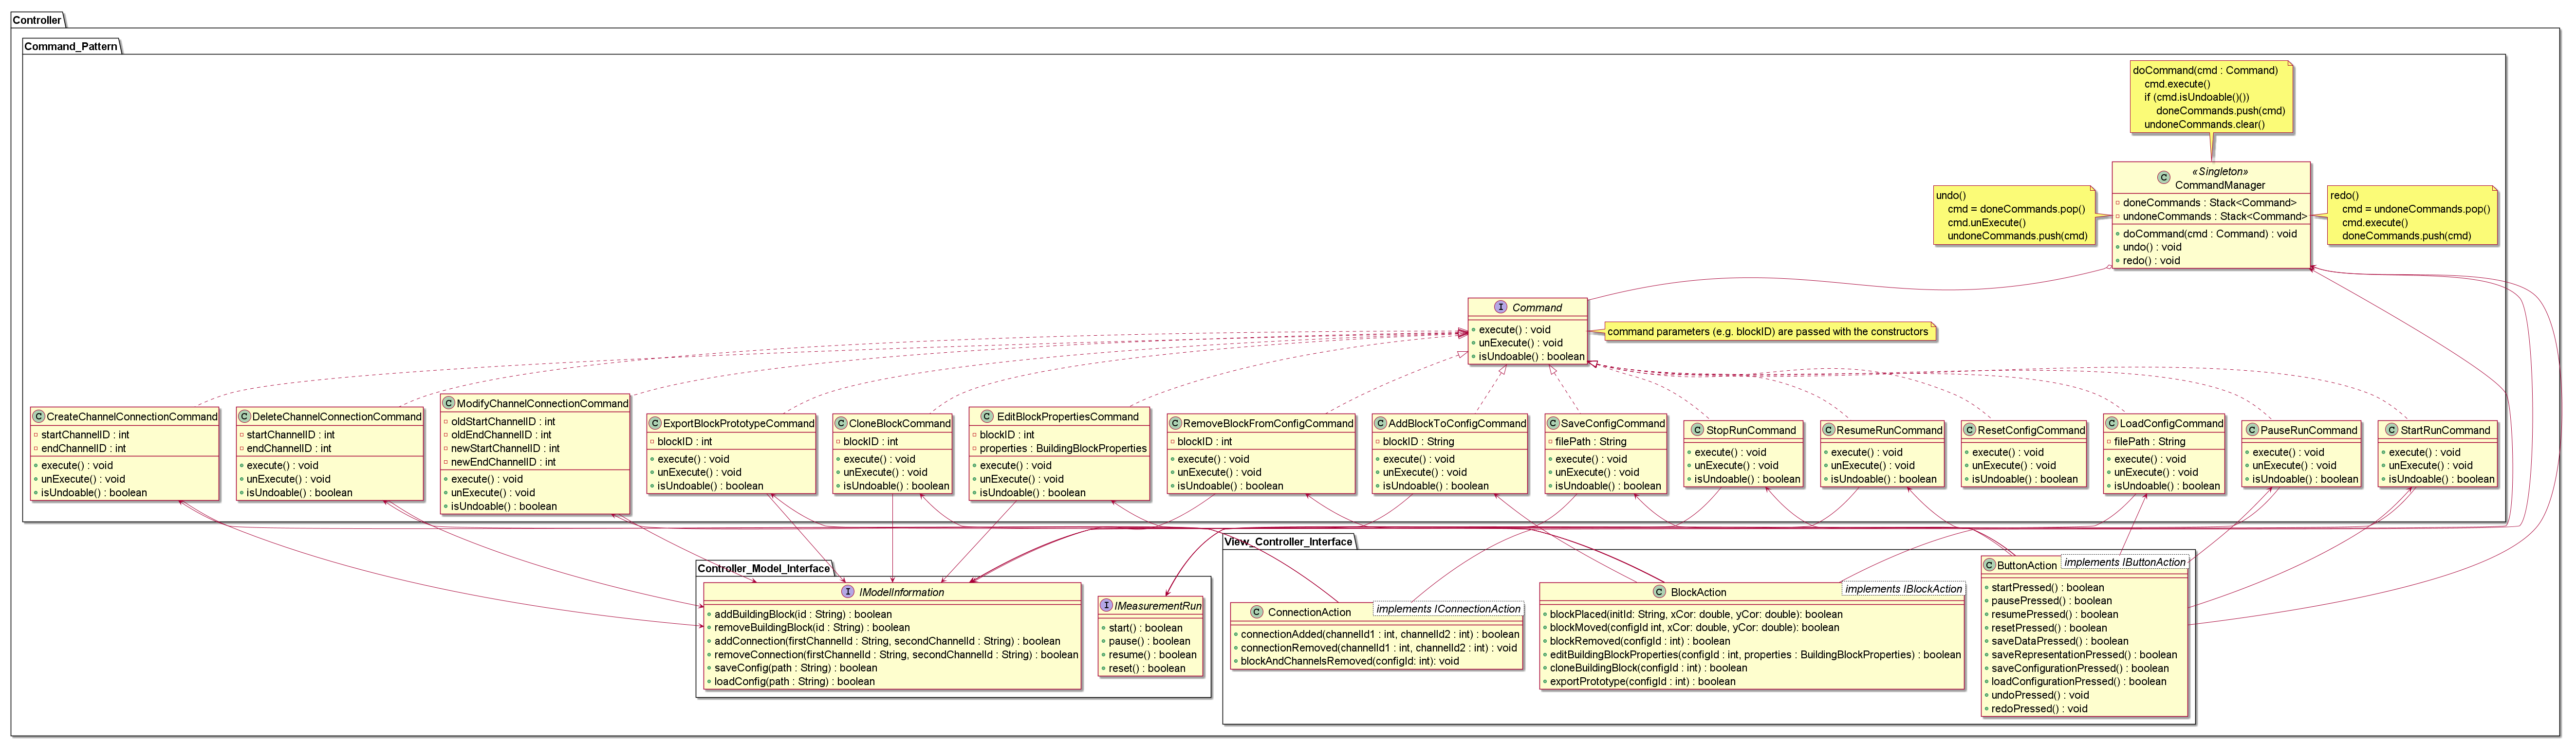 Controller
Command_Pattern
doCommand(cmd : Command)
cmd.execute()
if (cmd.isUndoable()())
doneCommands.push(cmd)
undoneCommands.clear()
undo()
cmd = doneCommands.pop()
cmd.unExecute()
undoneCommands.push(cmd)
«Singleton»
C CommandManager
doneCommands : Stack<Command>
undoneCommands : Stack<Command>
doCommand(cmd : Command) : void
undo() : void
redo() : void
redo()
cmd = undoneCommands.pop()
cmd.execute()
doneCommands.push(cmd)
I Command
execute() : void
unExecute() : void
isUndoable() : boolean
command parameters (e.g. blockID) are passed with the constructors
C CreateChannelConnectionCommand
startChannelID : int
endChannelID : int
execute() : void
unExecute() : void
isUndoable() : boolean
C DeleteChannelConnectionCommand
startChannelID : int
endChannelID : int
execute() : void
unExecute() : void
isUndoable() : boolean
C ModifyChannelConnectionCommand
oldStartChannelID : int
oldEndChannelID : int
newStartChannelID : int
newEndChannelID : int
execute() : void
unExecute() : void
isUndoable() : boolean
C ExportBlockPrototypeCommand
blockID : int
execute() : void
unExecute() : void
isUndoable() : boolean
C CloneBlockCommand
blockID : int
execute() : void
unExecute() : void
isUndoable() : boolean
C EditBlockPropertiesCommand
blockID : int
properties : BuildingBlockProperties
execute() : void
unExecute() : void
isUndoable() : boolean
C RemoveBlockFromConfigCommand
blockID : int
execute() : void
unExecute() : void
isUndoable() : boolean
C AddBlockToConfigCommand
blockID : String
execute() : void
unExecute() : void
isUndoable() : boolean
C SaveConfigCommand
filePath : String
execute() : void
unExecute() : void
isUndoable() : boolean
C StopRunCommand
execute() : void
unExecute() : void
isUndoable() : boolean
C ResumeRunCommand
execute() : void
unExecute() : void
isUndoable() : boolean
C ResetConfigCommand
execute() : void
unExecute() : void
isUndoable() : boolean
C LoadConfigCommand
filePath : String
execute() : void
unExecute() : void
isUndoable() : boolean
C PauseRunCommand
execute() : void
unExecute() : void
isUndoable() : boolean
C StartRunCommand
execute() : void
unExecute() : void
isUndoable() : boolean
Controller_Model_Interface
I IModelInformation
addBuildingBlock(id : String) : boolean
removeBuildingBlock(id : String) : boolean
addConnection(firstChannelId : String, secondChannelId : String) : boolean
removeConnection(firstChannelId : String, secondChannelId : String) : boolean
saveConfig(path : String) : boolean
loadConfig(path : String) : boolean
I IMeasurementRun
start() : boolean
pause() : boolean
resume() : boolean
reset() : boolean
View_Controller_Interface
C ConnectionAction
implements IConnectionAction
connectionAdded(channelId1 : int, channelId2 : int) : boolean
connectionRemoved(channelId1 : int, channelId2 : int) : void
blockAndChannelsRemoved(configId: int): void
C BlockAction
implements IBlockAction
blockPlaced(initId: String, xCor: double, yCor: double): boolean
blockMoved(configId int, xCor: double, yCor: double): boolean
blockRemoved(configId : int) : boolean
editBuildingBlockProperties(configId : int, properties : BuildingBlockProperties) : boolean
cloneBuildingBlock(configId : int) : boolean
exportPrototype(configId : int) : boolean
C ButtonAction
implements IButtonAction
startPressed() : boolean
pausePressed() : boolean
resumePressed() : boolean
resetPressed() : boolean
saveDataPressed() : boolean
saveRepresentationPressed() : boolean
saveConfigurationPressed() : boolean
loadConfigurationPressed() : boolean
undoPressed() : void
redoPressed() : void